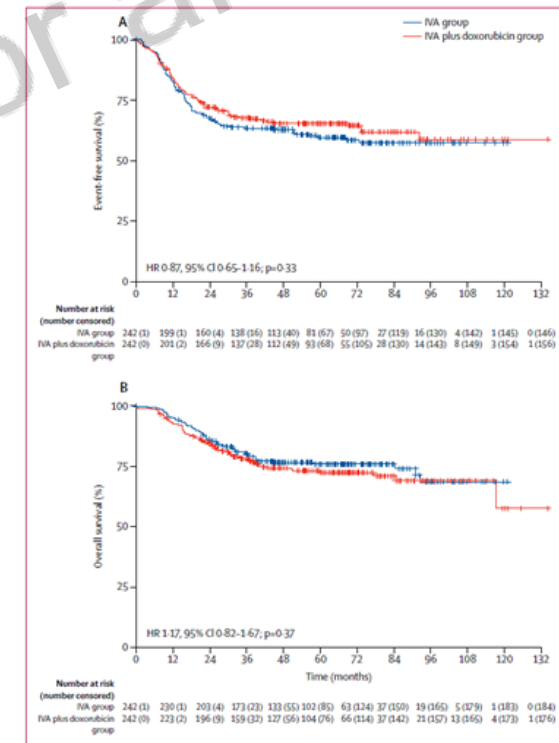 or a
A
IVA group
IVA plus doxorubicin group
100
75
50
25
0
Event-free survival (%)
HR 0·87, 95% CI 0·65–1·16; p=0·33
0 12 24 36 48 60 72 84 96 108 120 132
Number at risk
(number censored)
IVA group 242 (1) 199 (1) 160 (4) 138 (16) 113 (40) 81 (67) 50 (97) 27 (119) 16 (130) 4 (142) 1 (145) 0 (146)
IVA plus doxorubicin 242 (0) 201 (2) 166 (9) 137 (28) 112 (49) 93 (68) 55 (105) 28 (130) 14 (143) 8 (149) 3 (154) 1 (156)
group
B
100
75
50
25
0
Overall survival (%)
HR 1·17, 95% CI 0·82–1·67; p=0·37
0 12 24 36 48 60 72 84 96 108 120 132
Time (months)
Number at risk
(number censored)
IVA group 242 (1) 230 (1) 203 (4) 173 (23) 133 (55) 102 (85) 63 (124) 37 (150) 19 (165) 5 (179) 1 (183) 0 (184)
IVA plus doxorubicin 242 (0) 223 (2) 196 (9) 159 (32) 127 (56) 104 (76) 66 (114) 37 (142) 21 (157) 13 (165) 4 (173) 1 (176)
group